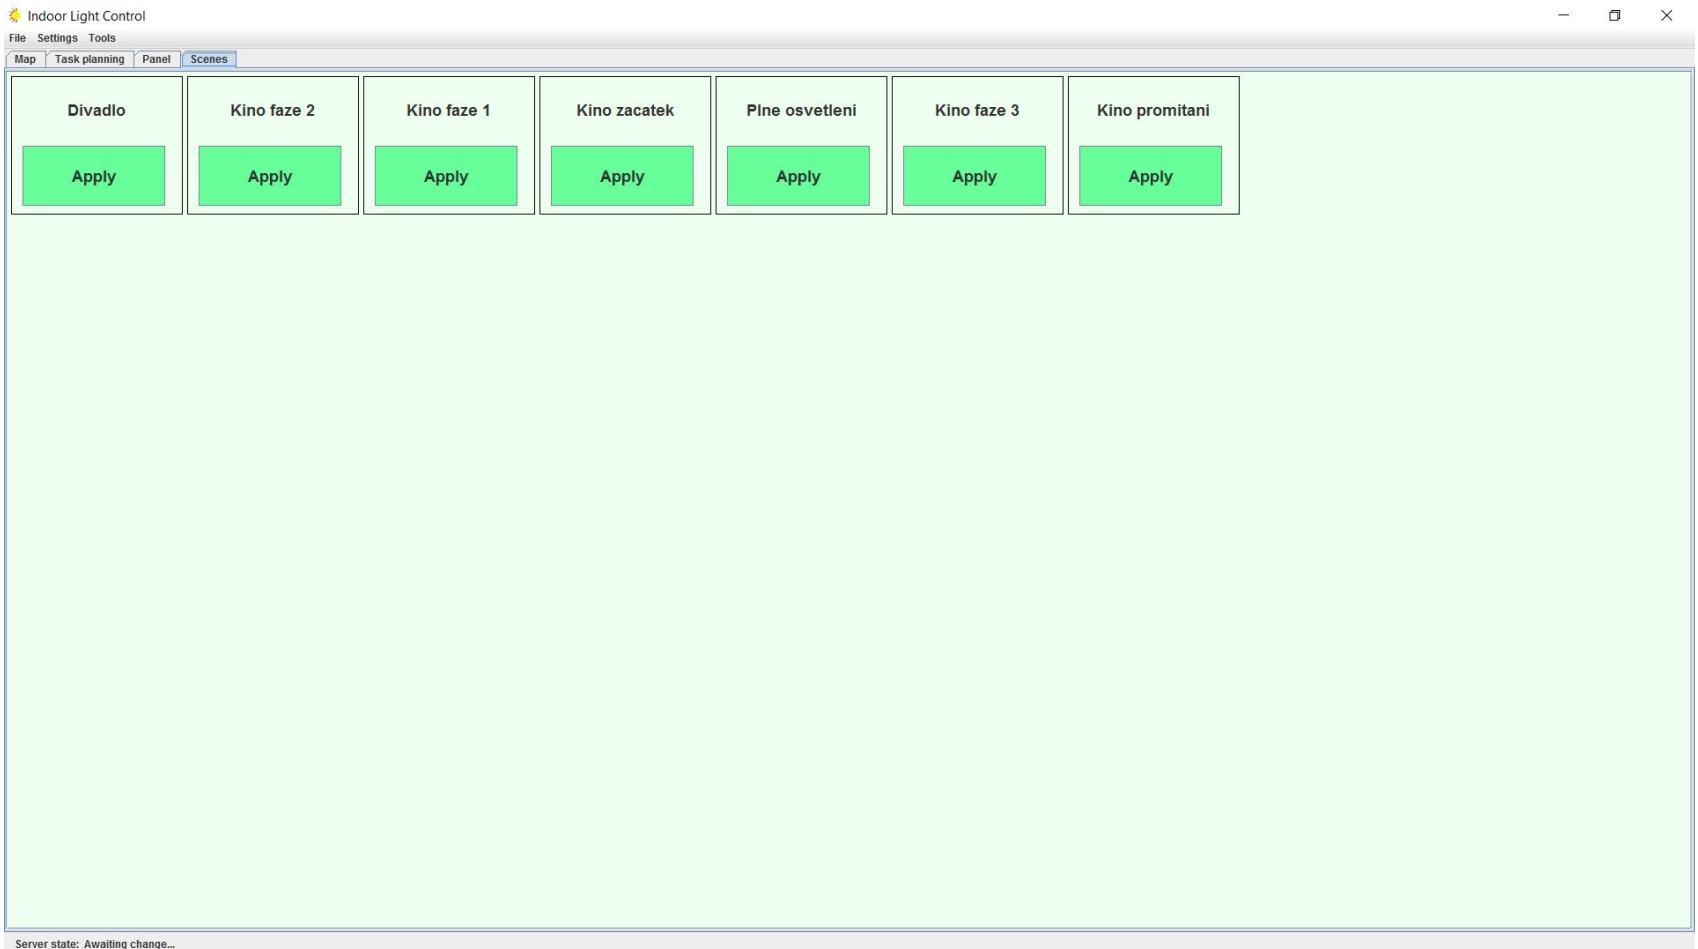 Indoor Light Control
File Settings Tools
Map Task planning Panel Scenes
Divadlo Kino faze 2 Kino faze 1 Kino zacatek Plne osvetleni Kino faze 3 Kino promitani
Apply Apply Apply Apply Apply Apply Apply
Server state: Awaiting change...